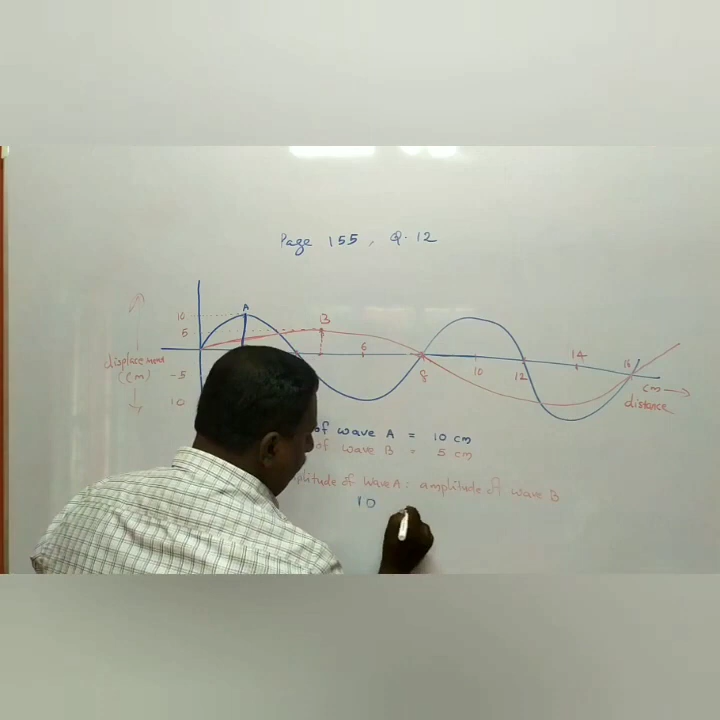 Page 155, Q.12
A
10
B
5
displacement
(cm)
-5
10
6
8
10
12
14
16
cm
distance
of wave A = 10 cm
of wave B = 5 cm
plitude of wave A : amplitude of wave B
10